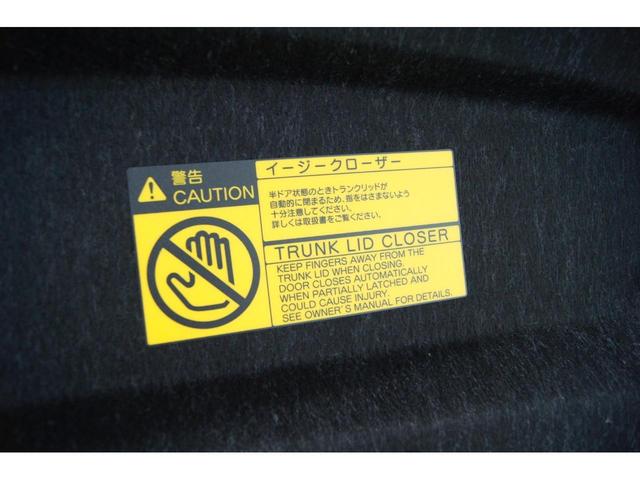 警告
CAUTION
イージークローザー
半ドア状態のときトランクリッドが
自動的に閉まるため、指をはさまないよう
十分注意してください。
詳しくは取扱書をご覧ください。
TRUNK LID CLOSER
KEEP FINGERS AWAY FROM THE
TRUNK LID WHEN CLOSING.
DOOR CLOSES AUTOMATICALLY
WHEN PARTIALLY LATCHED AND
COULD CAUSE INJURY.
SEE OWNER'S MANUAL FOR DETAILS.